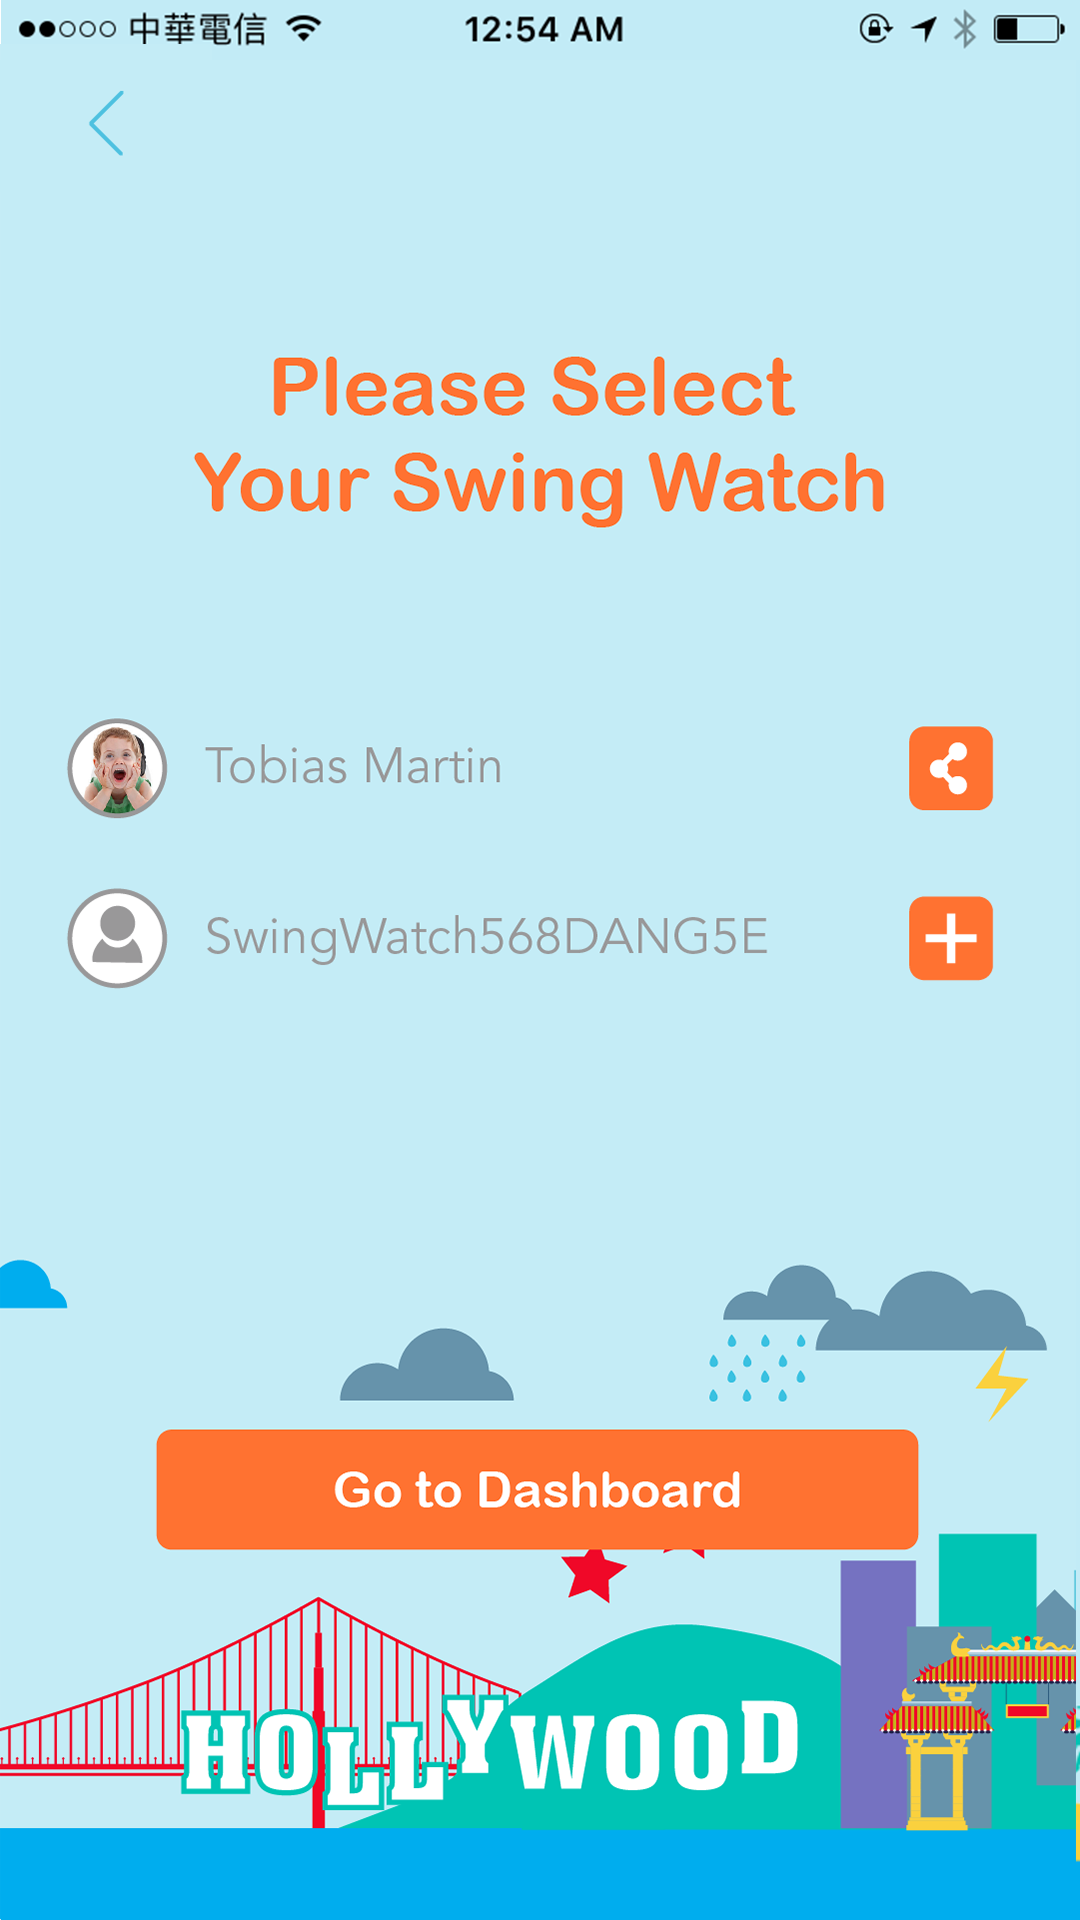 中華電信 12:54 AM
Please Select
Your Swing Watch
Tobias Martin
SwingWatch568DANG5E
Go to Dashboard
HOLLYWOOD